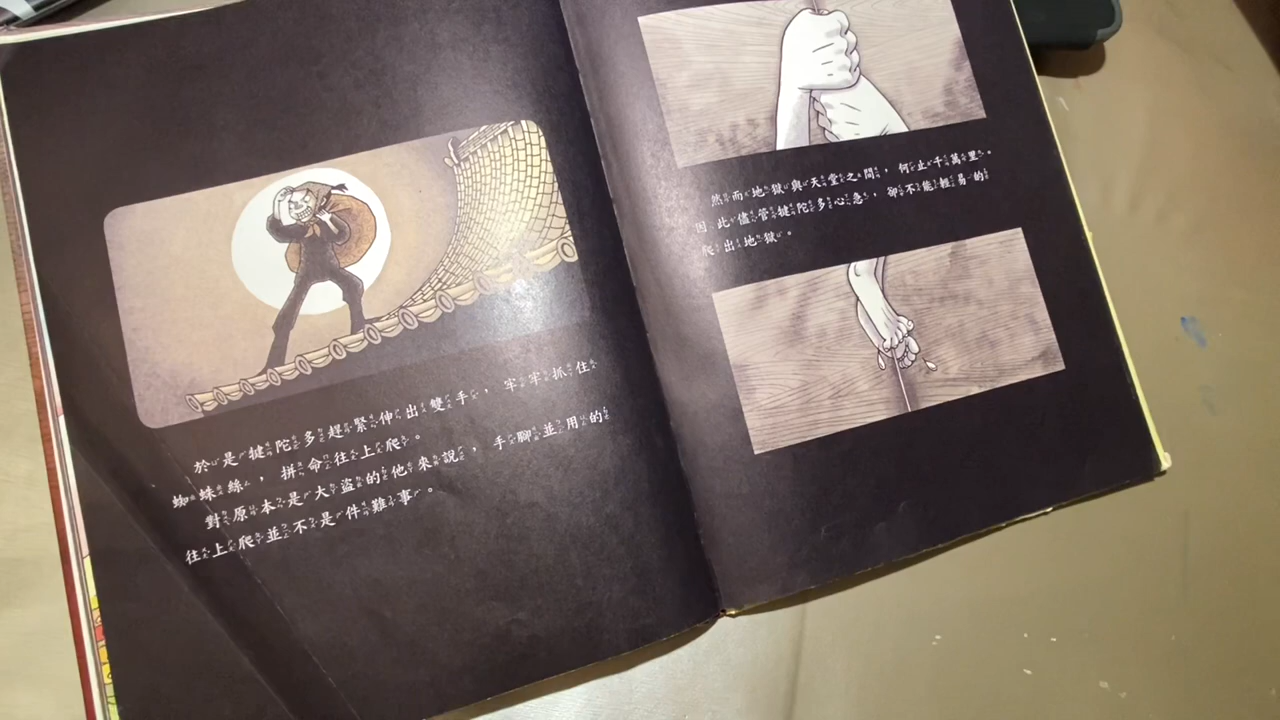 於是犍陀多趕緊伸出雙手，牢牢抓住
蜘蛛絲，拼命往上爬。
對原本是大盜的他來說，手腳並用的
往上爬並不是件難事。
然而地獄與天堂之間，何止千萬里。
因此儘管犍陀多心急，卻不能輕易的
爬出地獄。